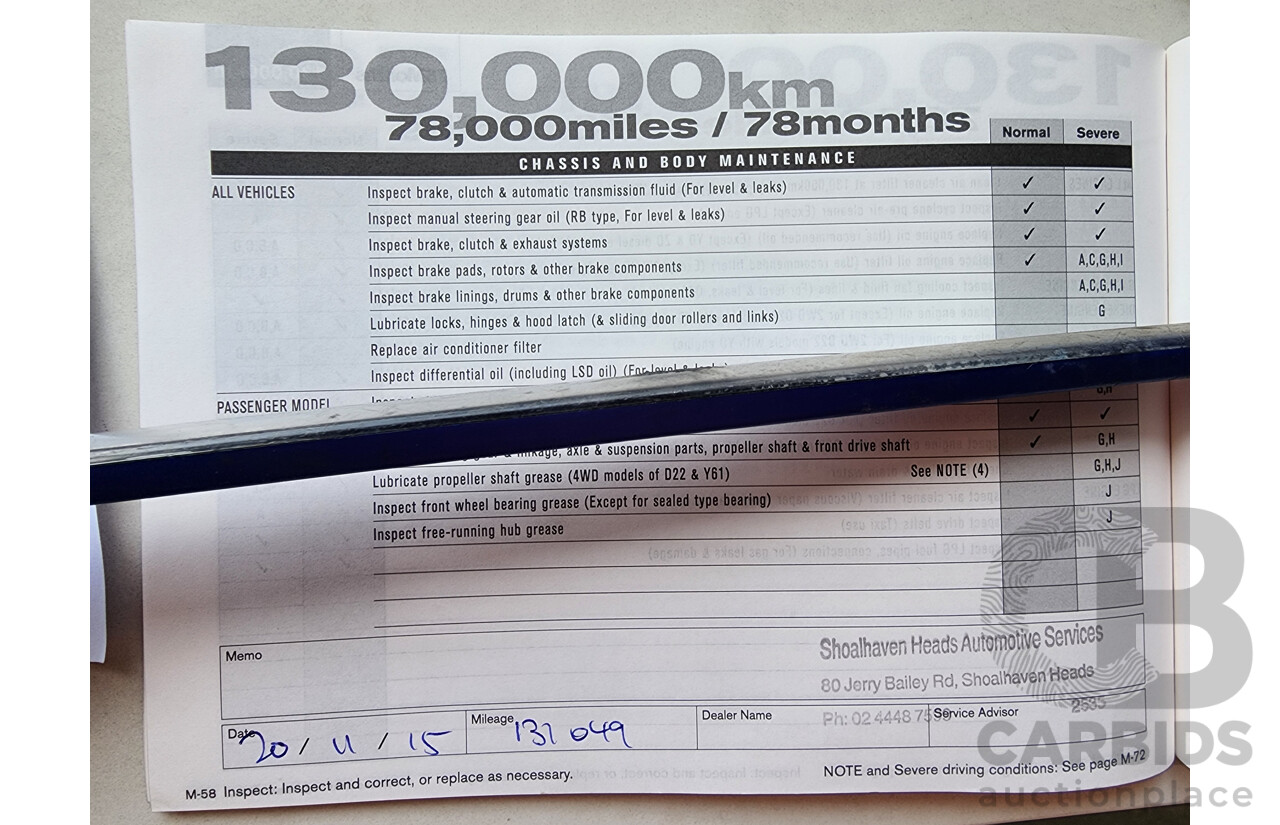 130,000km
78,000miles / 78months
Normal Severe
CHASSIS AND BODY MAINTENANCE
ALL VEHICLES Inspect brake, clutch & automatic transmission fluid (For level & leaks) ✓ ✓
Inspect manual steering gear oil (RB type, For level & leaks) ✓ ✓
Inspect brake, clutch & exhaust systems ✓ ✓
Inspect brake pads, rotors & other brake components ✓ A,C,G,H,I
Inspect brake linings, drums & other brake components A,C,G,H,I
Lubricate locks, hinges & hood latch (& sliding door rollers and links) G
Replace air conditioner filter
Inspect differential oil (including LSD oil) (For level & leaks)
PASSENGER MODEL
G,H
✓ ✓
linkage, axle & suspension parts, propeller shaft & front drive shaft ✓ G,H
Lubricate propeller shaft grease (4WD models of D22 & Y61) See NOTE (4) G,H,J
Inspect front wheel bearing grease (Except for sealed type bearing) J
Inspect free-running hub grease J
Memo
Shoalhaven Heads Automotive Services
80 Jerry Bailey Rd, Shoalhaven Heads
2535
Date 20 / 11 / 15 Mileage 131 049 Dealer Name Ph: 02 4448 75 Service Advisor
M-58 Inspect: Inspect and correct, or replace as necessary. NOTE and Severe driving conditions: See page M-72
CARBIDS
auctionplace